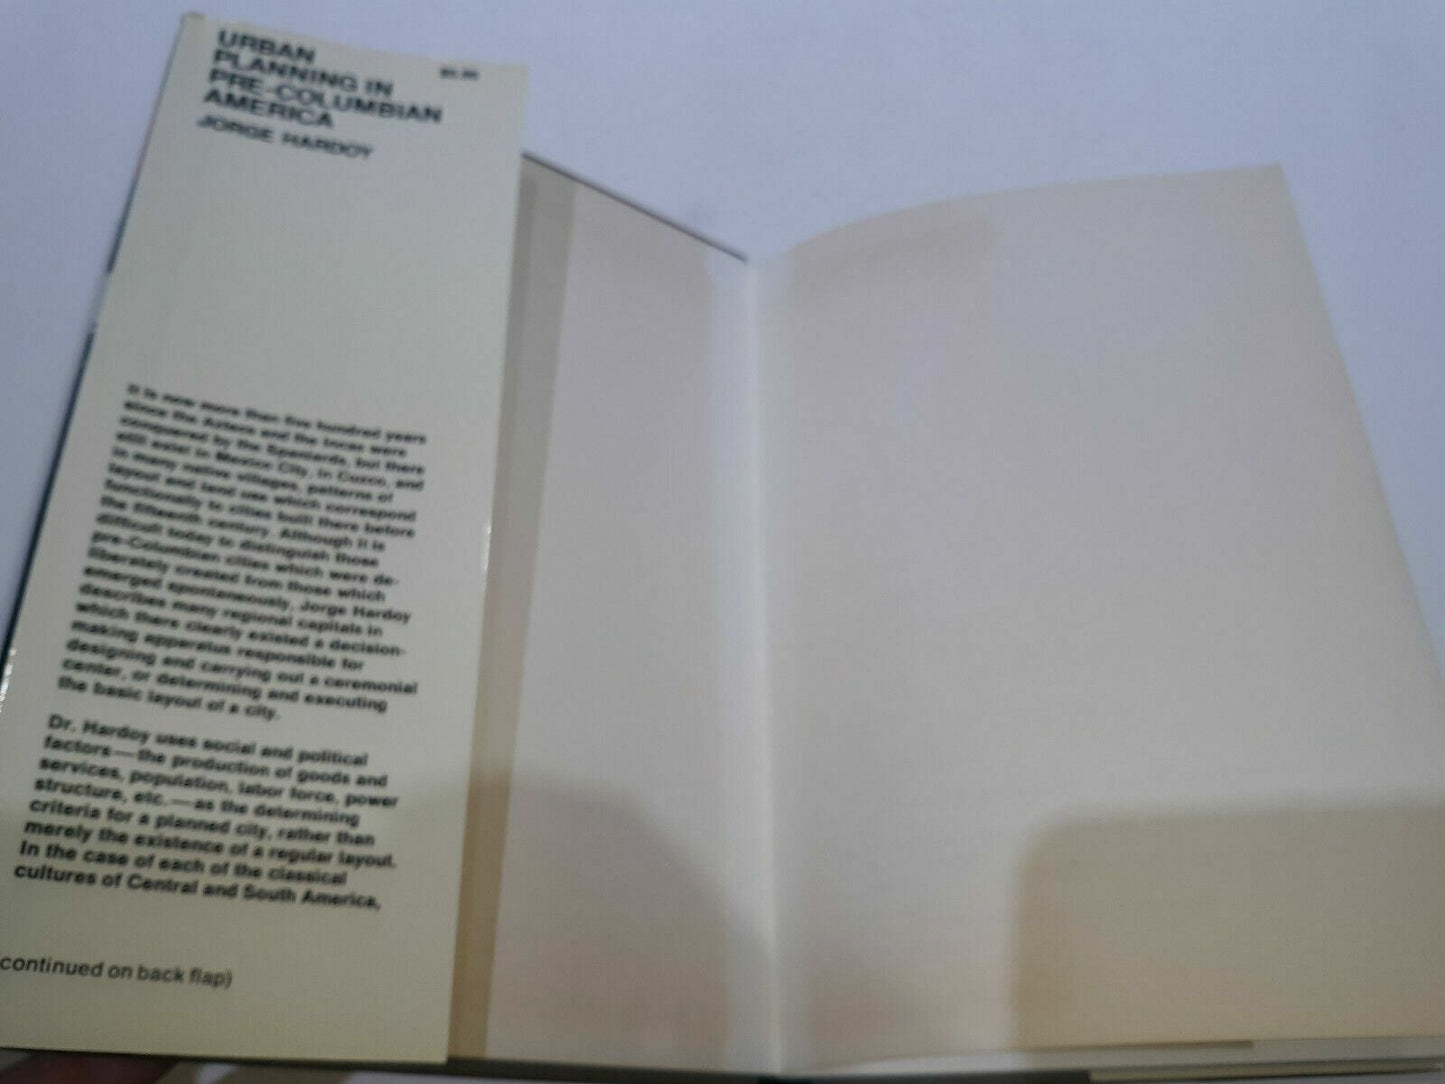 URBAN
PLANNING IN
PRE-COLUMBIAN
AMERICA
JORGE HARDOY
It is now more than five hundred years
since the Aztecs and the Incas were
conquered by the Spaniards, but there
still exist in Mexico City, in Cuzco, and
in many native villages, patterns of
layout and land use which correspond
functionally to cities built there before
the fifteenth century. Although it is
difficult today to distinguish those
pre-Columbian cities which were de-
liberately created from those which
emerged spontaneously, Jorge Hardoy
describes many regional capitals in
which there clearly existed a decision-
making apparatus responsible for
designing and carrying out a ceremonial
center, or determining and executing
the basic layout of a city.
Dr. Hardoy uses social and political
factors—the production of goods and
services, population, labor force, power
structure, etc.—as the determining
criteria for a planned city, rather than
merely the existence of a regular layout.
In the case of each of the classical
cultures of Central and South America,
continued on back flap)